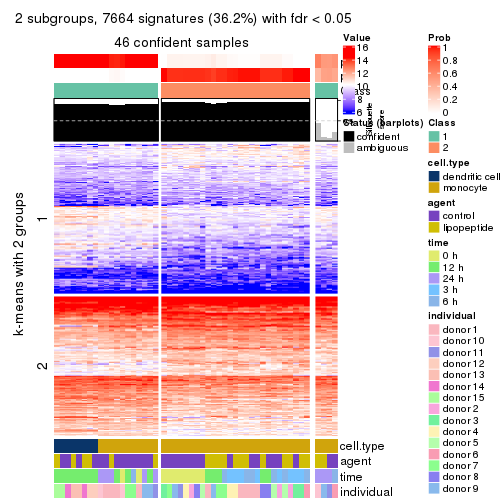 2 subgroups, 7664 signatures (36.2%) with fdr < 0.05
46 confident samples
k-means with 2 groups
1
2
cell.type
agent
time
individual
Value
16
14
12
10
8
6
Status (barplots)
confident
ambiguous
Silhouette
score
Prob
1
0.8
0.6
0.4
0.2
0
Class
1
2
cell.type
dendritic cell
monocyte
agent
control
lipopeptide
time
0 h
12 h
24 h
3 h
6 h
individual
donor 1
donor 10
donor 11
donor 12
donor 13
donor 14
donor 15
donor 2
donor 3
donor 4
donor 5
donor 6
donor 7
donor 8
donor 9